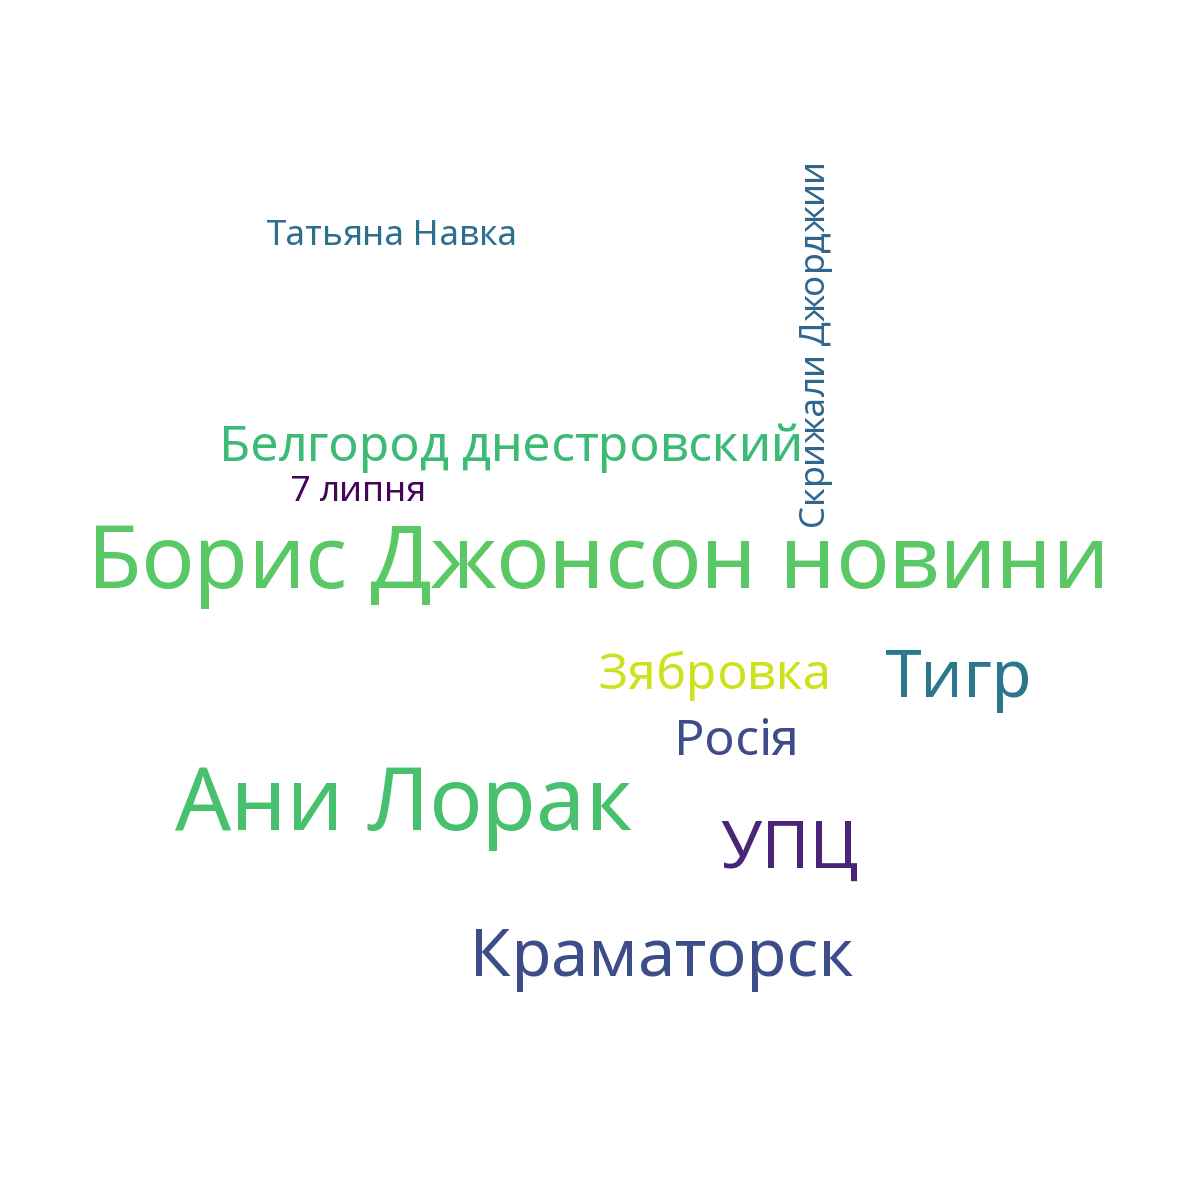 Татьяна Навка
Скрижали Джорджии
Белгород днестровский
7 липня
Борис Джонсон новини
Зябровка
Тигр
Росія
Ани Лорак
УПЦ
Краматорск